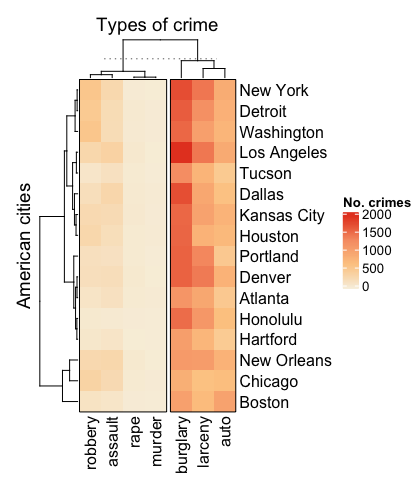 Types of crime
American cities
New York
Detroit
Washington
Los Angeles
Tucson
Dallas
Kansas City
Houston
Portland
Denver
Atlanta
Honolulu
Hartford
New Orleans
Chicago
Boston
No. crimes
2000
1500
1000
500
0
robbery
assault
rape
murder
burglary
larceny
auto